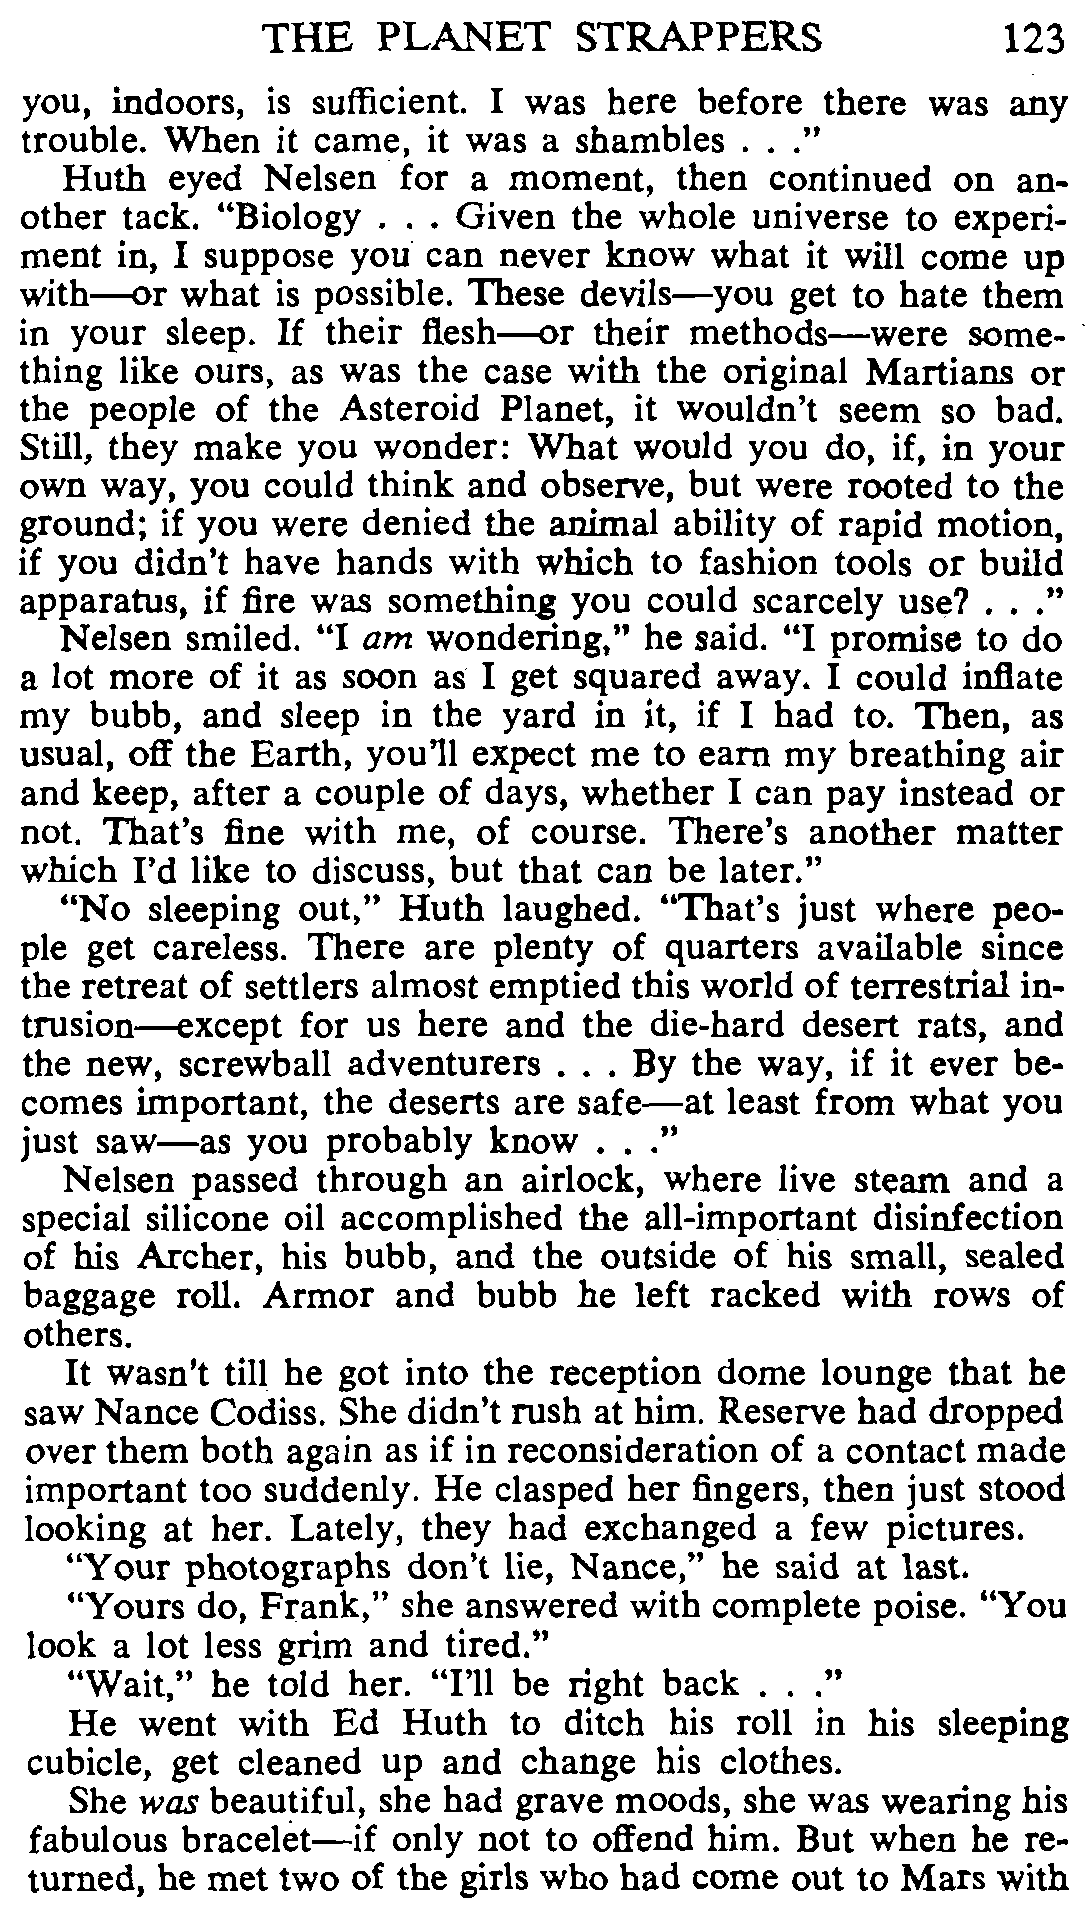 THE PLANET STRAPPERS 123
you, indoors, is sufficient. I was here before there was any
trouble. When it came, it was a shambles . . ."
Huth eyed Nelsen for a moment, then continued on an-
other tack. "Biology . . . Given the whole universe to experi-
ment in, I suppose you can never know what it will come up
with—or what is possible. These devils—you get to hate them
in your sleep. If their flesh—or their methods—were some-
thing like ours, as was the case with the original Martians or
the people of the Asteroid Planet, it wouldn't seem so bad.
Still, they make you wonder: What would you do, if, in your
own way, you could think and observe, but were rooted to the
ground; if you were denied the animal ability of rapid motion,
if you didn't have hands with which to fashion tools or build
apparatus, if fire was something you could scarcely use? . . ."
Nelsen smiled. "I am wondering," he said. "I promise to do
a lot more of it as soon as I get squared away. I could inflate
my bubb, and sleep in the yard in it, if I had to. Then, as
usual, off the Earth, you'll expect me to earn my breathing air
and keep, after a couple of days, whether I can pay instead or
not. That's fine with me, of course. There's another matter
which I'd like to discuss, but that can be later."
"No sleeping out," Huth laughed. "That's just where peo-
ple get careless. There are plenty of quarters available since
the retreat of settlers almost emptied this world of terrestrial in-
trusion—except for us here and the die-hard desert rats, and
the new, screwball adventurers . . . By the way, if it ever be-
comes important, the deserts are safe—at least from what you
just saw—as you probably know . . ."
Nelsen passed through an airlock, where live steam and a
special silicone oil accomplished the all-important disinfection
of his Archer, his bubb, and the outside of his small, sealed
baggage roll. Armor and bubb he left racked with rows of
others.
It wasn't till he got into the reception dome lounge that he
saw Nance Codiss. She didn't rush at him. Reserve had dropped
over them both again as if in reconsideration of a contact made
important too suddenly. He clasped her fingers, then just stood
looking at her. Lately, they had exchanged a few pictures.
"Your photographs don't lie, Nance," he said at last.
"Yours do, Frank," she answered with complete poise. "You
look a lot less grim and tired."
"Wait," he told her. "I'll be right back . . ."
He went with Ed Huth to ditch his roll in his sleeping
cubicle, get cleaned up and change his clothes.
She was beautiful, she had grave moods, she was wearing his
fabulous bracelet—if only not to offend him. But when he re-
turned, he met two of the girls who had come out to Mars with